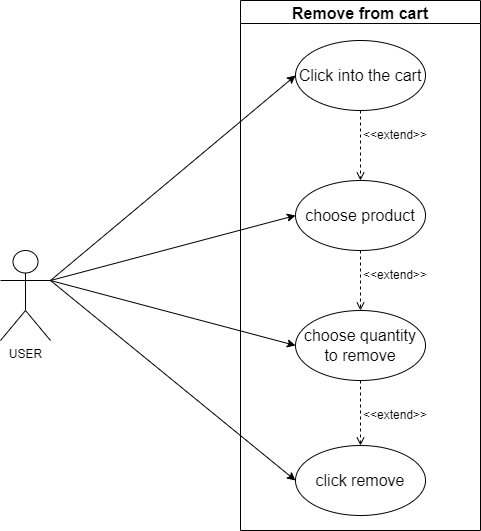 Remove from cart
Click into the cart
<<extend>>
choose product
<<extend>>
choose quantity
to remove
<<extend>>
click remove
USER